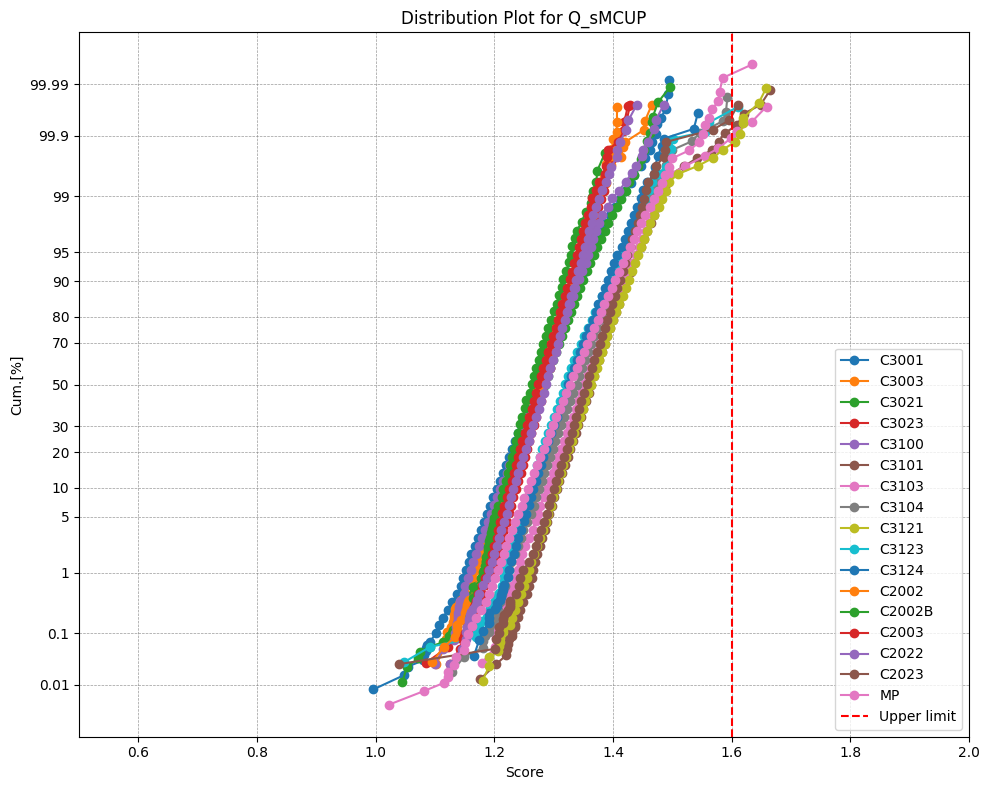 Distribution Plot for Q_sMCUP
Cum.[%]
99.99
99.9
99
95
90
80
70
50
30
20
10
5
1
0.1
0.01
C3001
C3003
C3021
C3023
C3100
C3101
C3103
C3104
C3121
C3123
C3124
C2002
C2002B
C2003
C2022
C2023
MP
Upper limit
0.6 0.8 1.0 1.2 1.4 1.6 1.8 2.0
Score